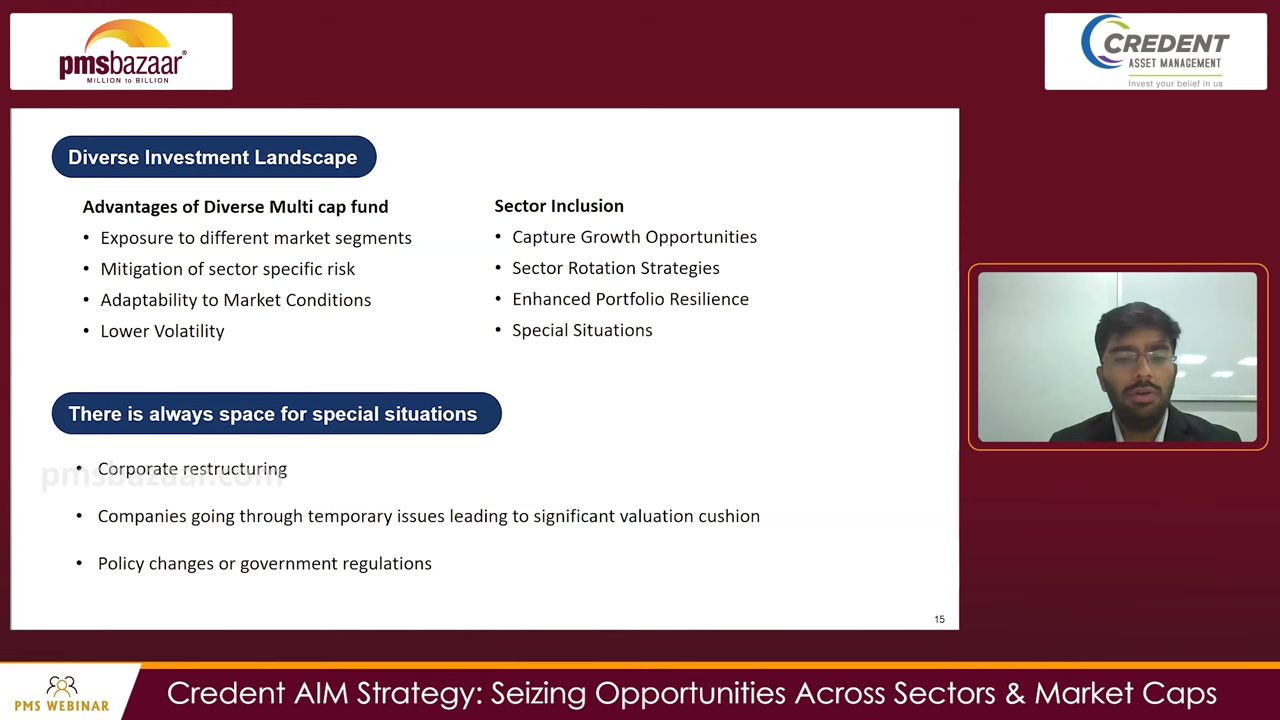 pmsbazaar®
MILLION to BILLION
CREDENT
ASSET MANAGEMENT
Invest your belief in us
Diverse Investment Landscape
Advantages of Diverse Multi cap fund
• Exposure to different market segments
• Mitigation of sector specific risk
• Adaptability to Market Conditions
• Lower Volatility
Sector Inclusion
• Capture Growth Opportunities
• Sector Rotation Strategies
• Enhanced Portfolio Resilience
• Special Situations
There is always space for special situations
• Corporate restructuring
pmsbazaar.com
• Companies going through temporary issues leading to significant valuation cushion
• Policy changes or government regulations
15
PMS WEBINAR
Credent AIM Strategy: Seizing Opportunities Across Sectors & Market Caps